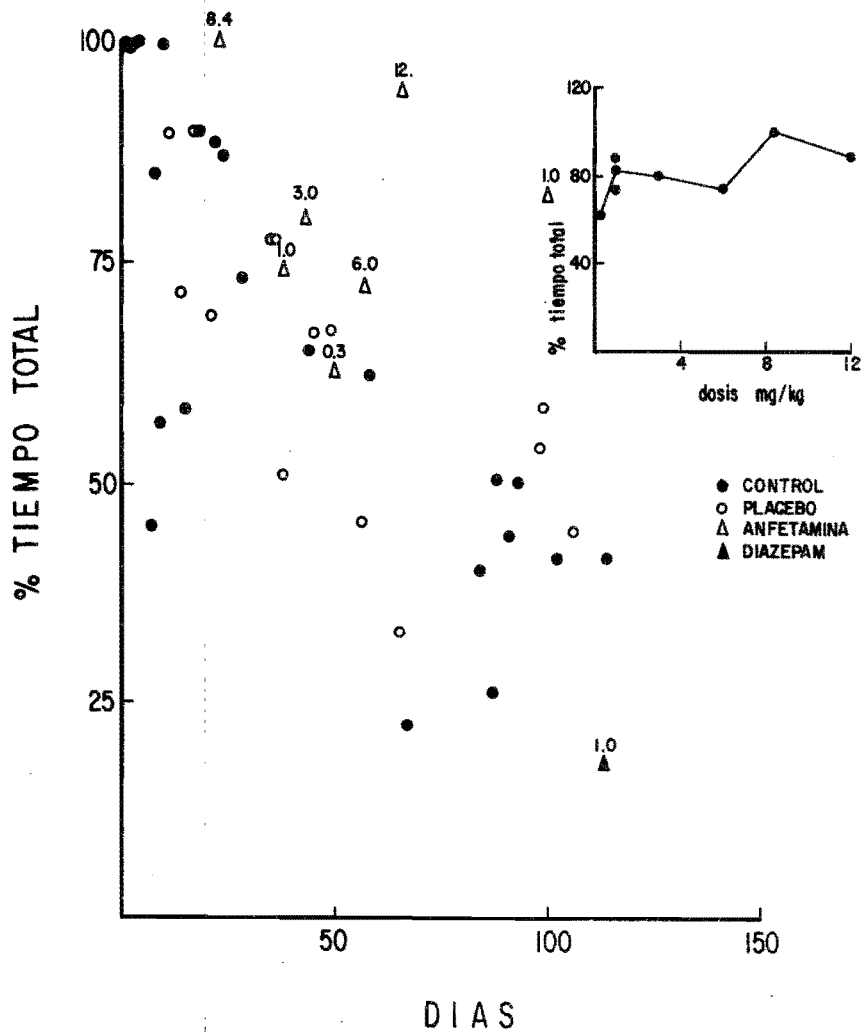 8.4
100
12.
120
1.0
80
3.0
1.0
6.0
75
40
% tiempo total
0.3
4
8
12
dosis mg/kg
% TIEMPO TOTAL
50
CONTROL
PLACEBO
ANFETAMINA
DIAZEPAM
25
1.0
50
100
150
DIAS